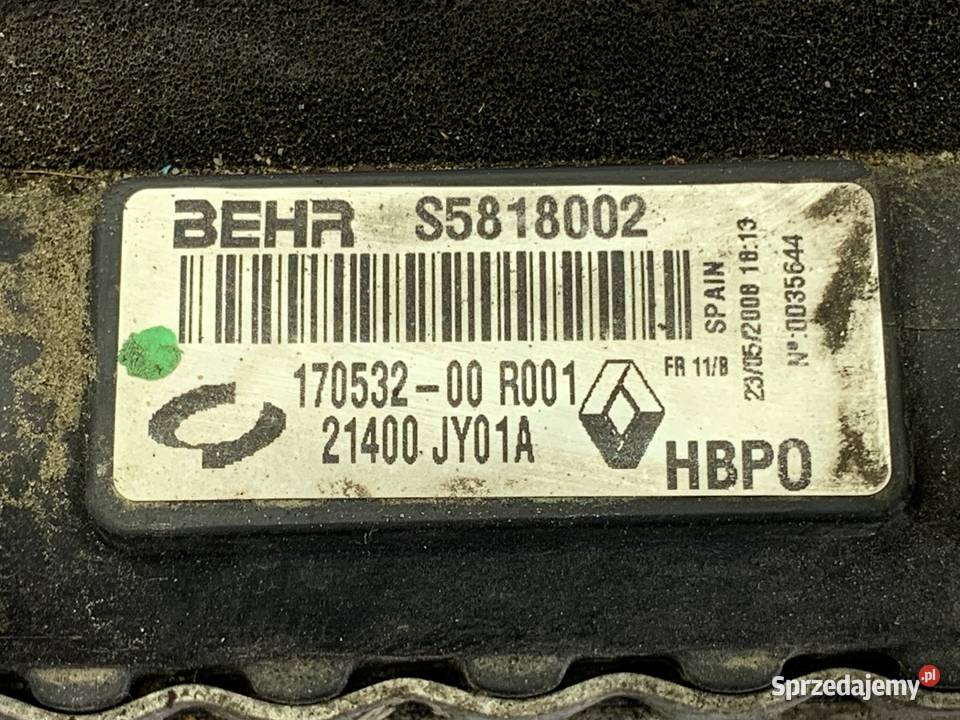 BEHR S5818002
170532-00 R001
21400 JY01A
FR 11/B
HBPO
SPAIN
23/05/2008 16:13
Nº:0035644
Sprzedajemy.pl